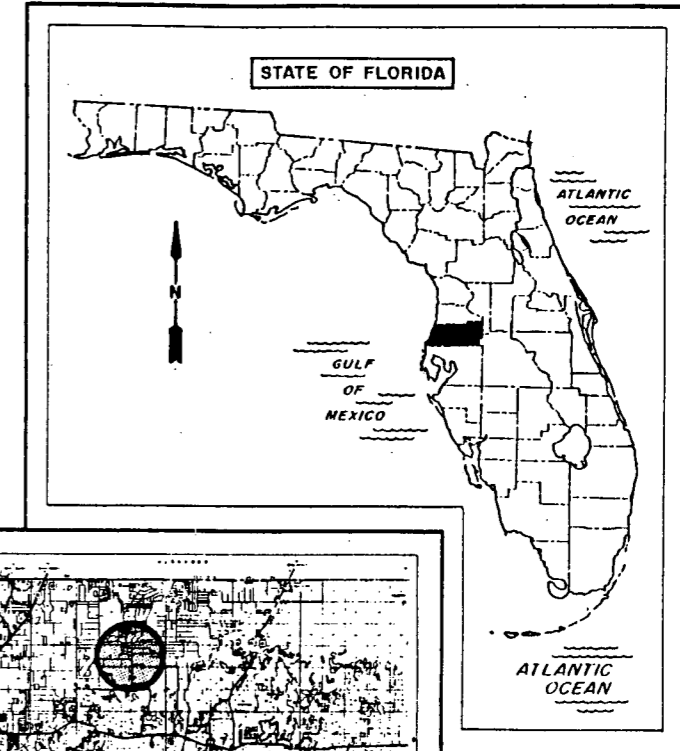 STATE OF FLORIDA
ATLANTIC
OCEAN
N
GULF
OF
MEXICO
ATLANTIC
OCEAN